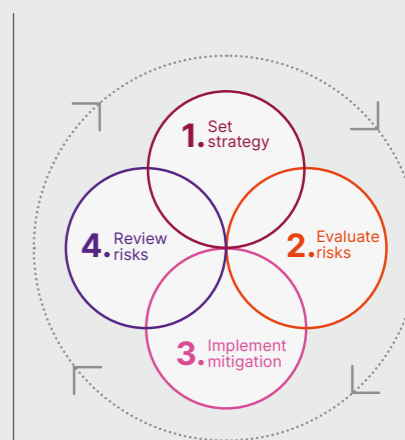 1. Set
strategy
2. Evaluate
risks
3. Implement
mitigation
4. Review
risks